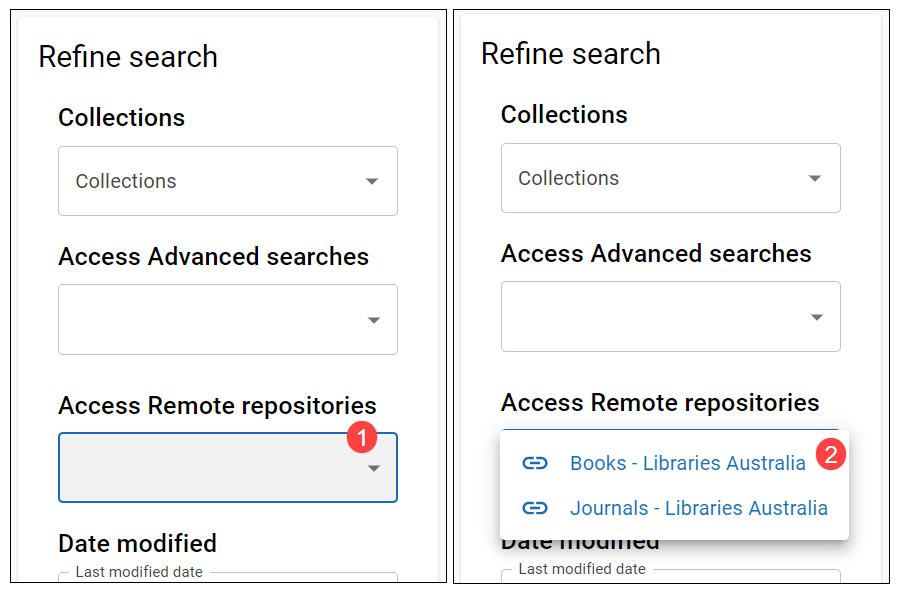 Refine search
Collections
Collections
Access Advanced searches
Access Remote repositories
1
Date modified
Last modified date
Refine search
Collections
Collections
Access Advanced searches
Access Remote repositories
2
Books - Libraries Australia
Journals - Libraries Australia
Date modified
Last modified date